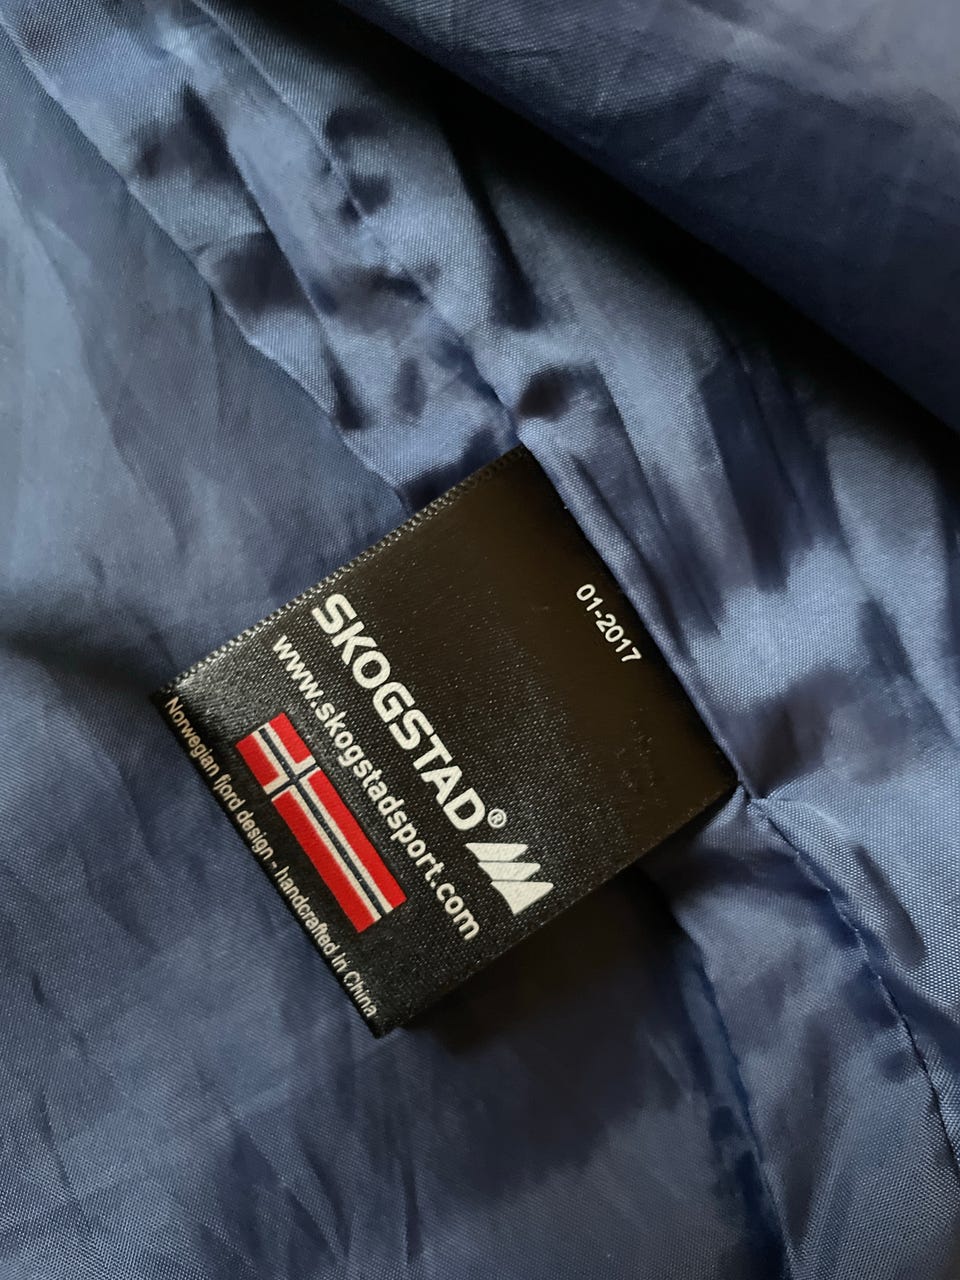 01-2017
SKOGSTAD®
www.skogstadsport.com
Norwegian fjord design - handcrafted in China